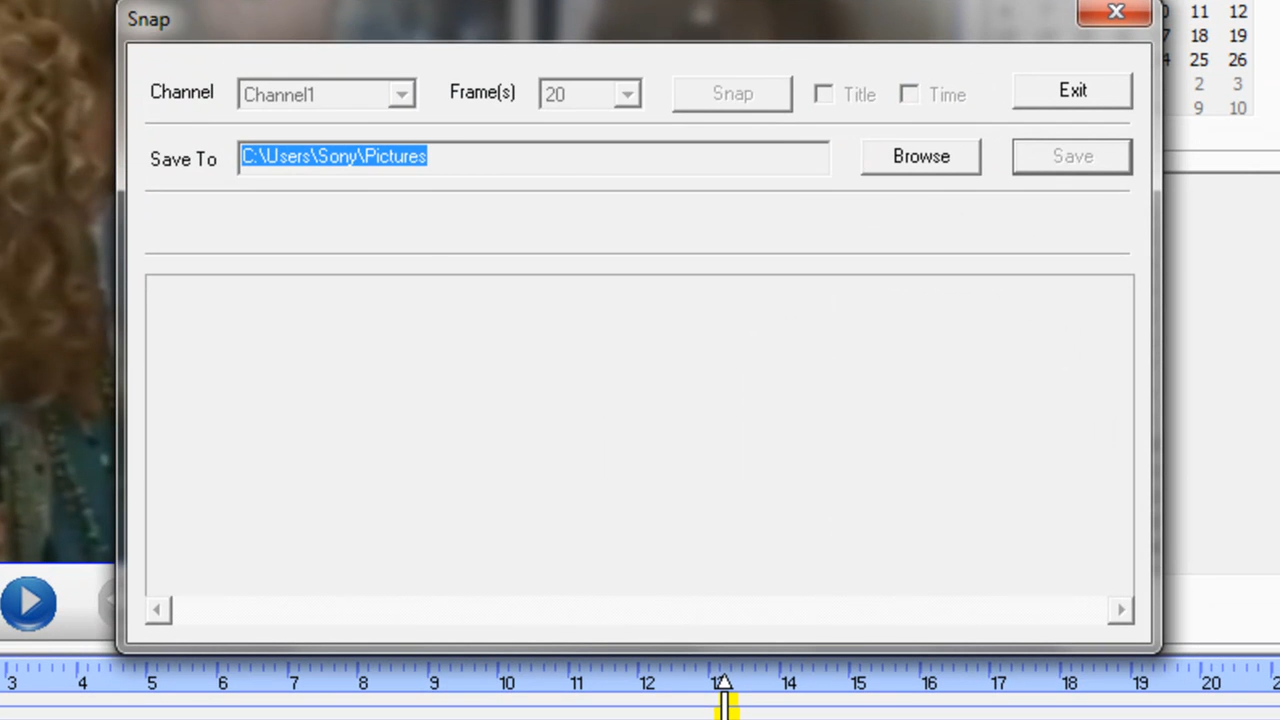 Snap
Channel Channel1 Frame(s) 20 Snap Title Time Exit
Save To C:\Users\Sony\Pictures Browse Save
11 12
18 19
25 26
2 3
9 10
3 4 5 6 7 8 9 10 11 12 14 15 16 17 18 19 20